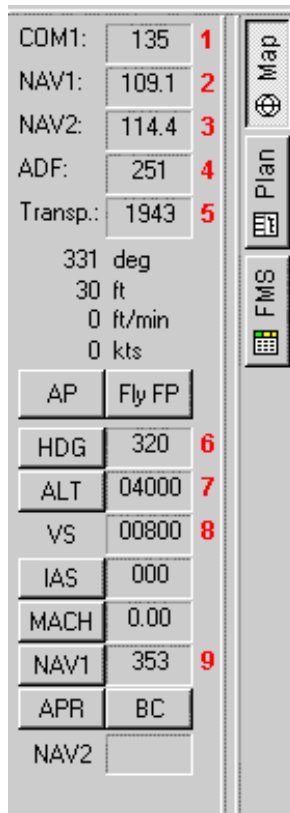 COM1: 135 1
NAV1: 109.1 2
NAV2: 114.4 3
ADF: 251 4
Transp.: 1943 5
331 deg
30 ft
0 ft/min
0 kts
AP Fly FP
HDG 320 6
ALT 04000 7
VS 00800 8
IAS 000
MACH 0.00
NAV1 353 9
APR BC
NAV2
Map
Plan
FMS